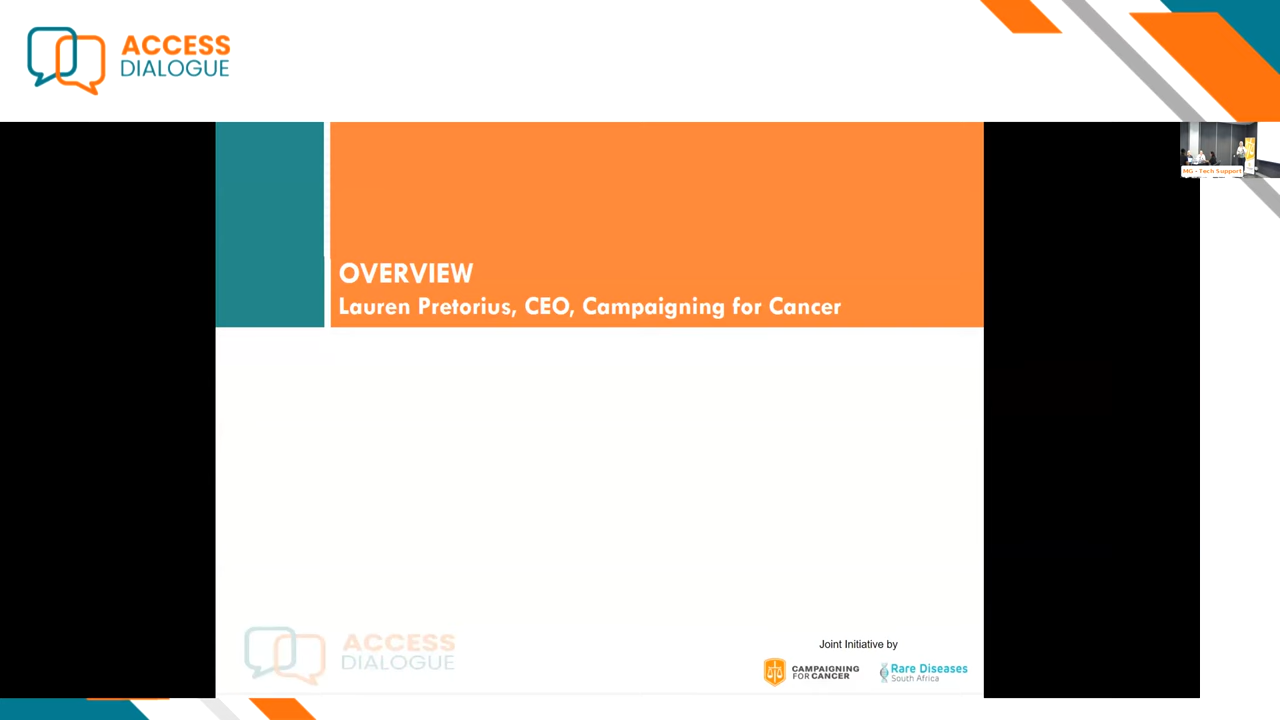 ACCESS
DIALOGUE
MG - Tech Support
OVERVIEW
Lauren Pretorius, CEO, Campaigning for Cancer
ACCESS
DIALOGUE
Joint Initiative by
CAMPAIGNING
FOR CANCER
Rare Diseases
South Africa